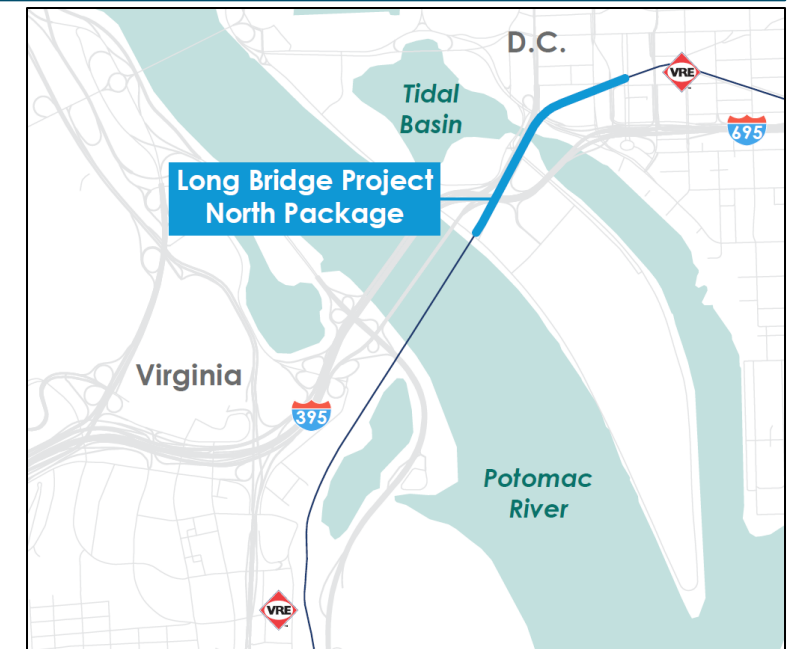 D.C.
VRE
Tidal
Basin
695
Long Bridge Project
North Package
Virginia
395
Potomac
River
VRE